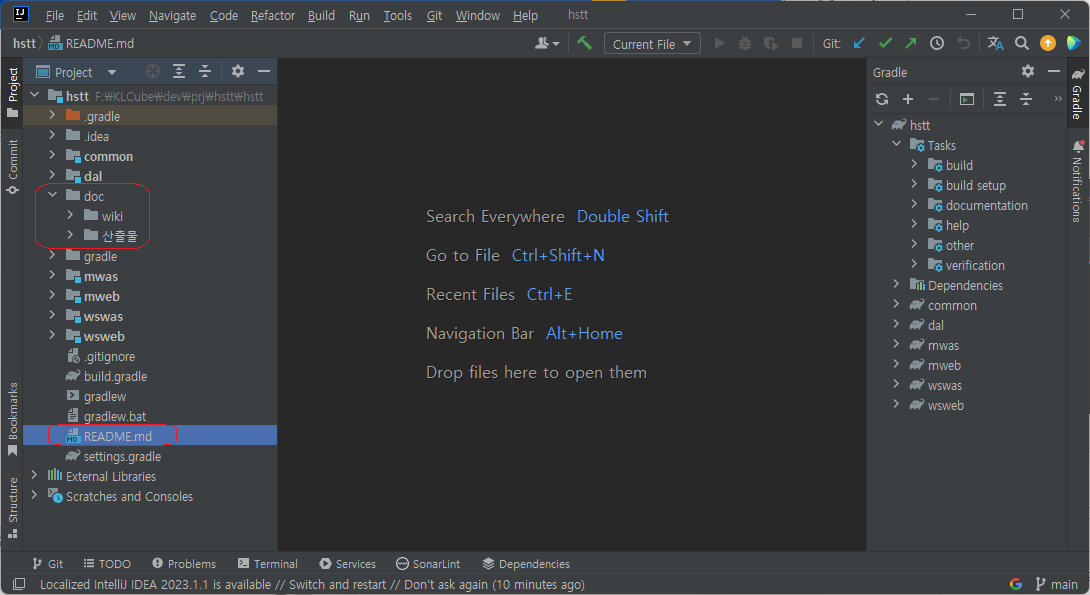 File Edit View Navigate Code Refactor Build Run Tools Git Window Help hstt
hstt README.md Current File Git:
Project
hstt F:₩KLCube₩dev₩prj₩hstt₩hstt
.gradle
.idea
common
dal
doc
wiki
산출물
gradle
mwas
mweb
wswas
wsweb
.gitignore
build.gradle
gradlew
gradlew.bat
README.md
settings.gradle
External Libraries
Scratches and Consoles
Project
Commit
Bookmarks
Structure
Search Everywhere Double Shift
Go to File Ctrl+Shift+N
Recent Files Ctrl+E
Navigation Bar Alt+Home
Drop files here to open them
Gradle
hstt
Tasks
build
build setup
documentation
help
other
verification
Dependencies
common
dal
mwas
mweb
wswas
wsweb
Gradle
Notifications
Git TODO Problems Terminal Services SonarLint Dependencies
Localized IntelliJ IDEA 2023.1.1 is available // Switch and restart // Don't ask again (10 minutes ago) main